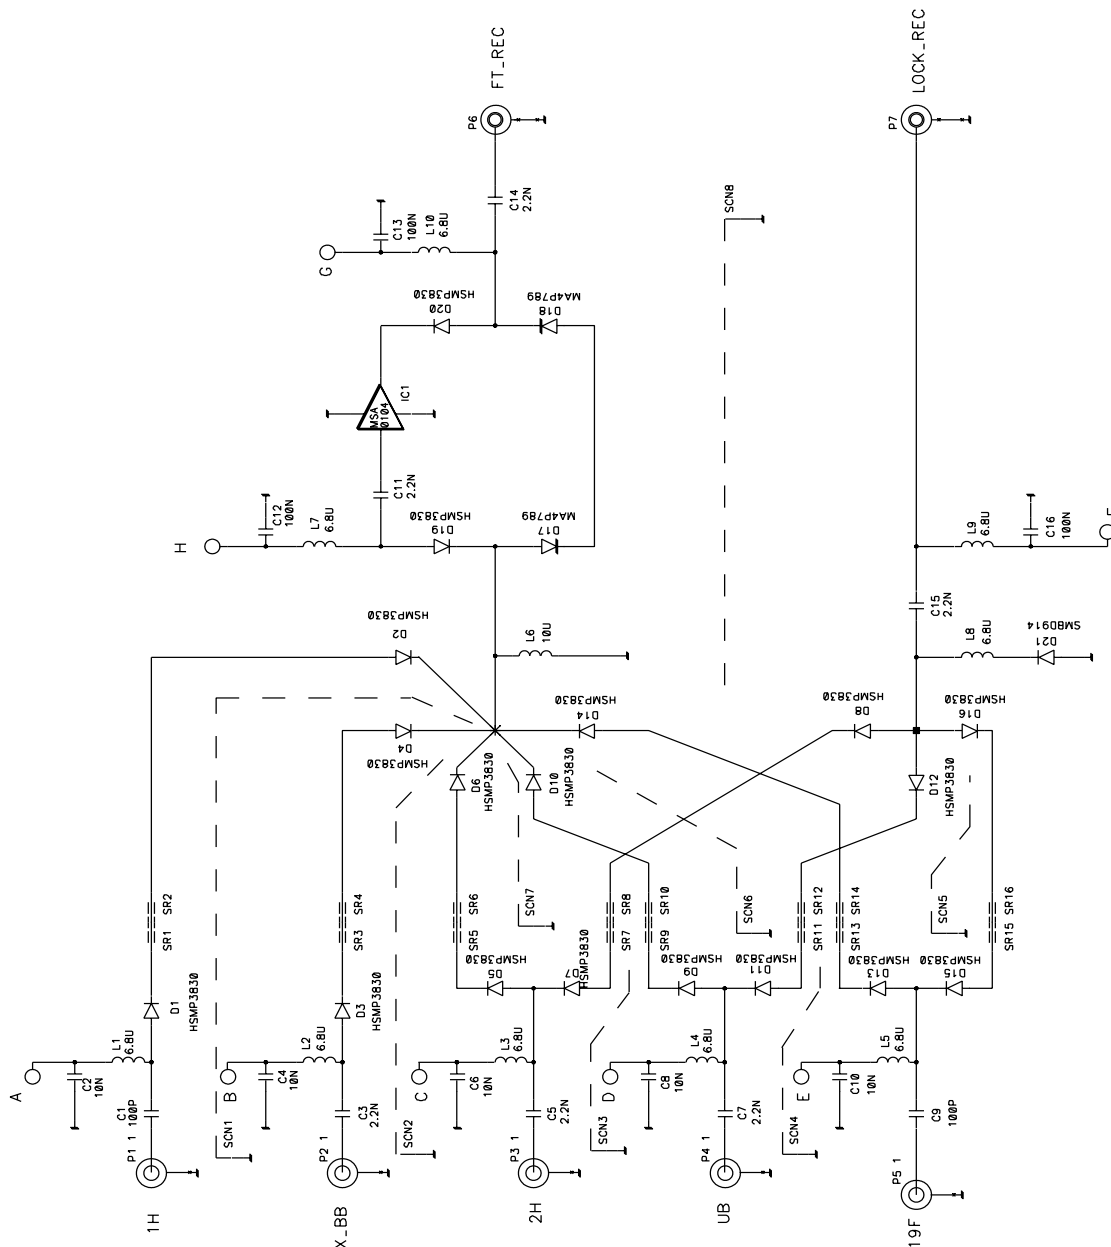 FT_REC
P6
LOCK_REC
P7
C14
2.2N
C13
100N
L10
6.8U
G
SCN8
HSMP3830
D20
MA4P789
D18
MSA
0104
IC1
C11
2.2N
C12
100N
L7
6.8U
H
HSMP3830
D19
MA4P789
D17
L9
6.8U
C16
100N
C15
2.2N
L8
6.8U
SMBD914
D21
L6
10U
HSMP3830
D2
D4
HSMP3830
D6
HSMP3830
D10
HSMP3830
HSMP3830
D14
HSMP3830
D8
HSMP3830
D16
D12
HSMP3830
SR1 SR2
SR3 SR4
SR5 SR6
SCN7
SR7 SR8
SR9 SR10
SCN6
SR11 SR12
SR13 SR14
SCN5
SR15 SR16
D1
HSMP3830
D3
HSMP3830
HSMP3830
D5
D7
HSMP3830
HSMP3830
D9
HSMP3830
D11
HSMP3830
D13
HSMP3830
D15
A
C2
10N
L1
6.8U
C1
100P
P1 1
1H
SCN1
B
C4
10N
L2
6.8U
C3
2.2N
P2 1
X_BB
SCN2
C
C6
10N
L3
6.8U
C5
2.2N
P3 1
2H
SCN3
D
C8
10N
L4
6.8U
C7
2.2N
P4 1
UB
SCN4
E
C10
10N
L5
6.8U
C9
100P
P5 1
19F